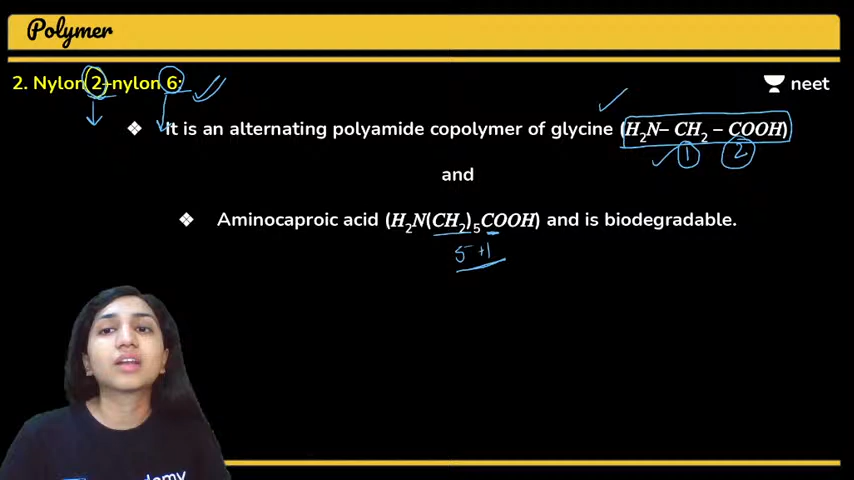 Polymer
2. Nylon 2–nylon 6:
neet
❖ It is an alternating polyamide copolymer of glycine (H₂N– CH₂ – COOH)
1 2
and
❖ Aminocaproic acid (H₂N(CH₂)₅COOH) and is biodegradable.
5+1